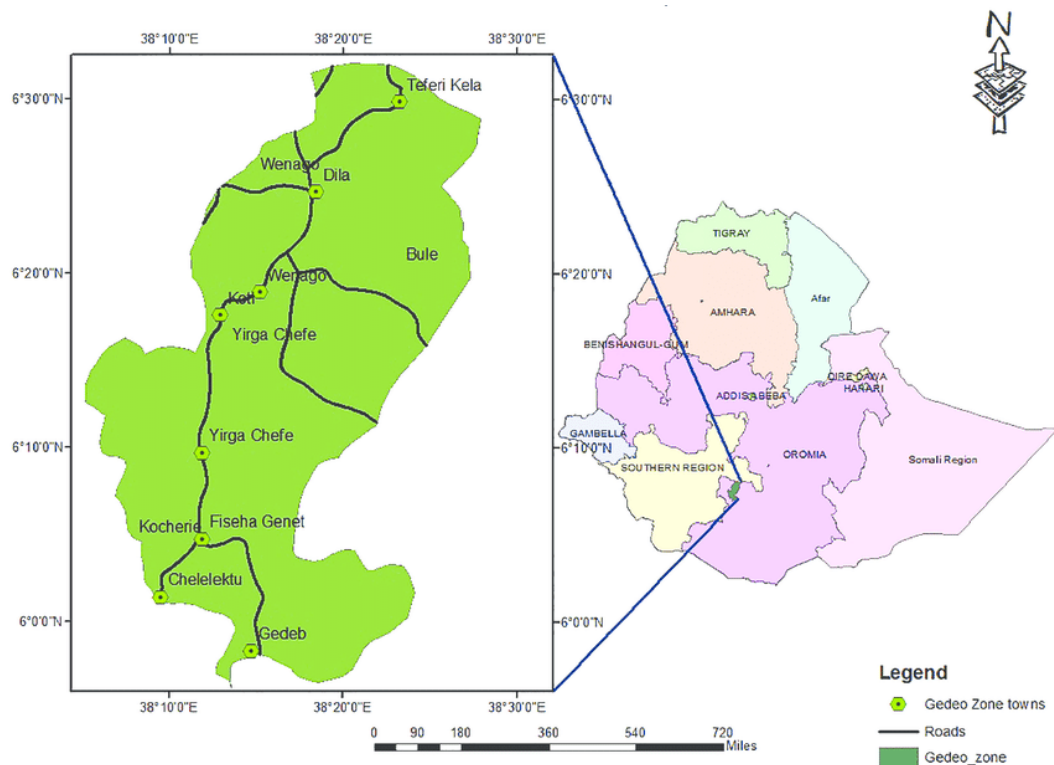 38°10'0"E
38°20'0"E
38°30'0"E
N
6°30'0"N
6°30'0"N
Teferi Kela
Wenago
Dila
Bule
6°20'0"N
6°20'0"N
Wenago
Koti
Yirga Chefe
6°10'0"N
6°10'0"N
Yirga Chefe
Fiseha Genet
Kocherie
Chelelektu
6°0'0"N
6°0'0"N
Gedeb
38°10'0"E
38°20'0"E
38°30'0"E
TIGRAY
Afar
AMHARA
BENISHANGUL-GUM
DIRE DAWA
HARARI
ADDISABEBA
GAMBELLA
OROMIA
Somali Region
SOUTHERN REGION
Legend
Gedeo Zone towns
Roads
Gedeo_zone
0 90 180 360 540 720
Miles